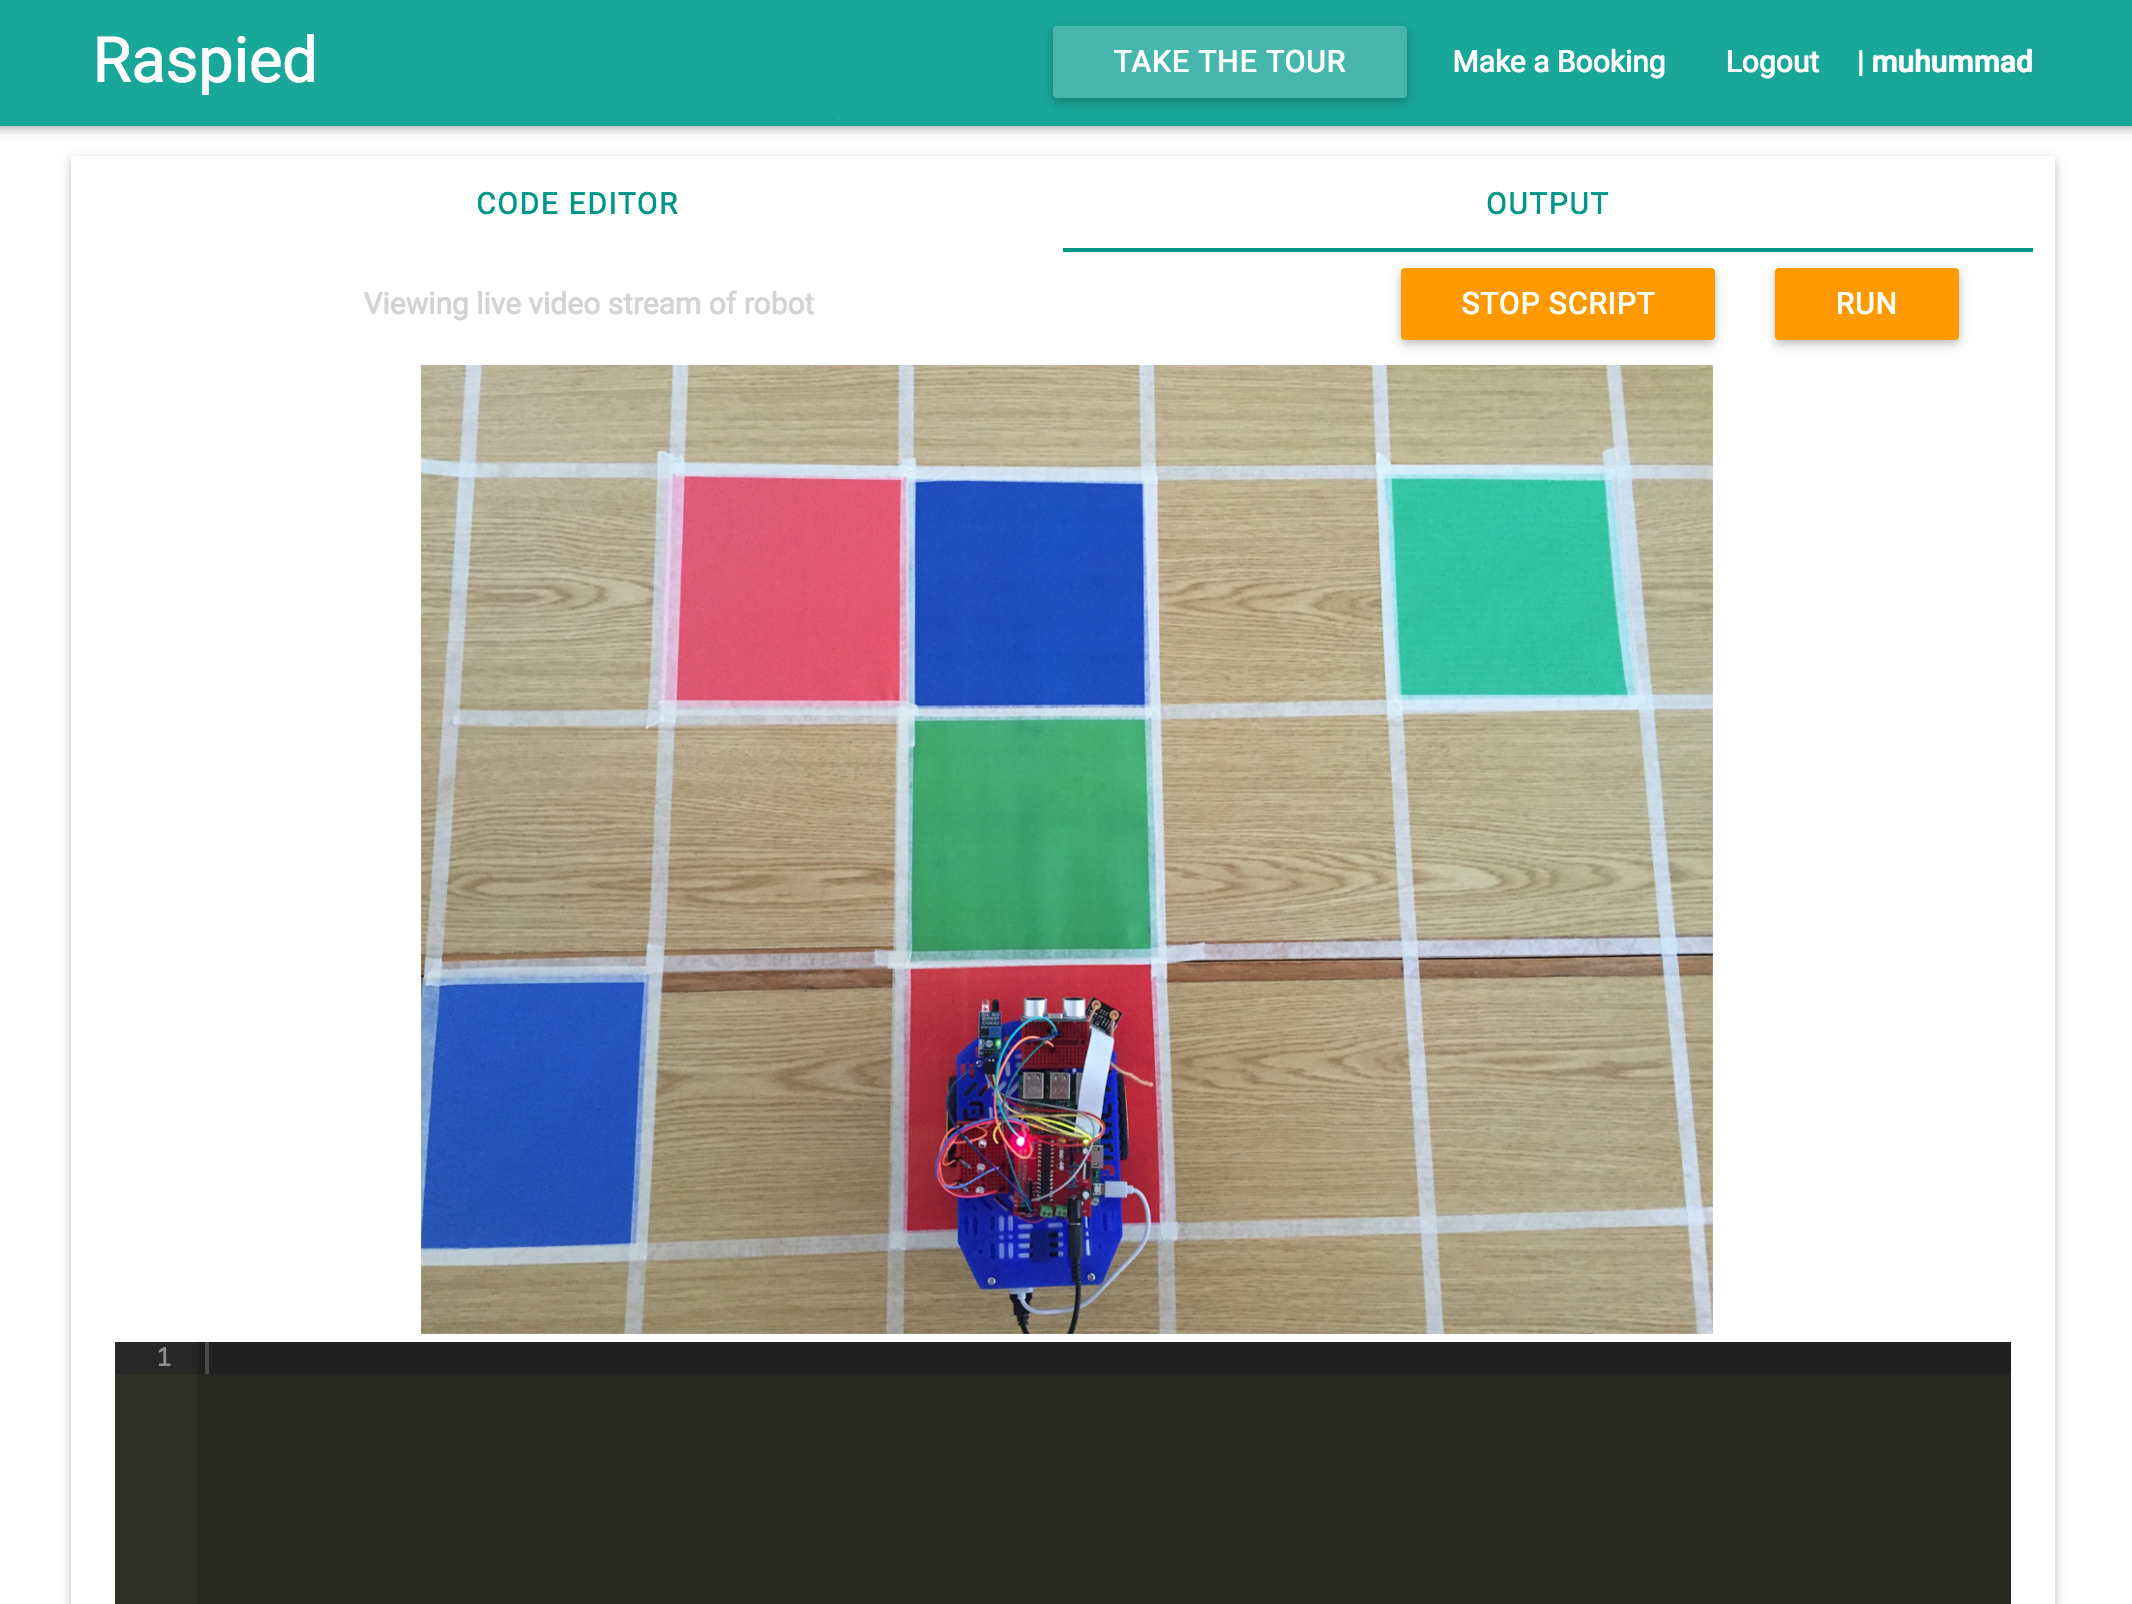 Raspied
TAKE THE TOUR
Make a Booking
Logout
| muhummad
CODE EDITOR
OUTPUT
Viewing live video stream of robot
STOP SCRIPT
RUN
1